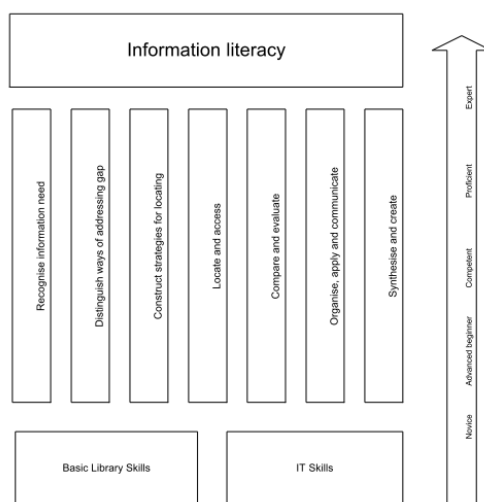 Information literacy
Recognise information need
Distinguish ways of addressing gap
Construct strategies for locating
Locate and access
Compare and evaluate
Organise, apply and communicate
Synthesise and create
Expert
Proficient
Competent
Advanced beginner
Novice
Basic Library Skills
IT Skills